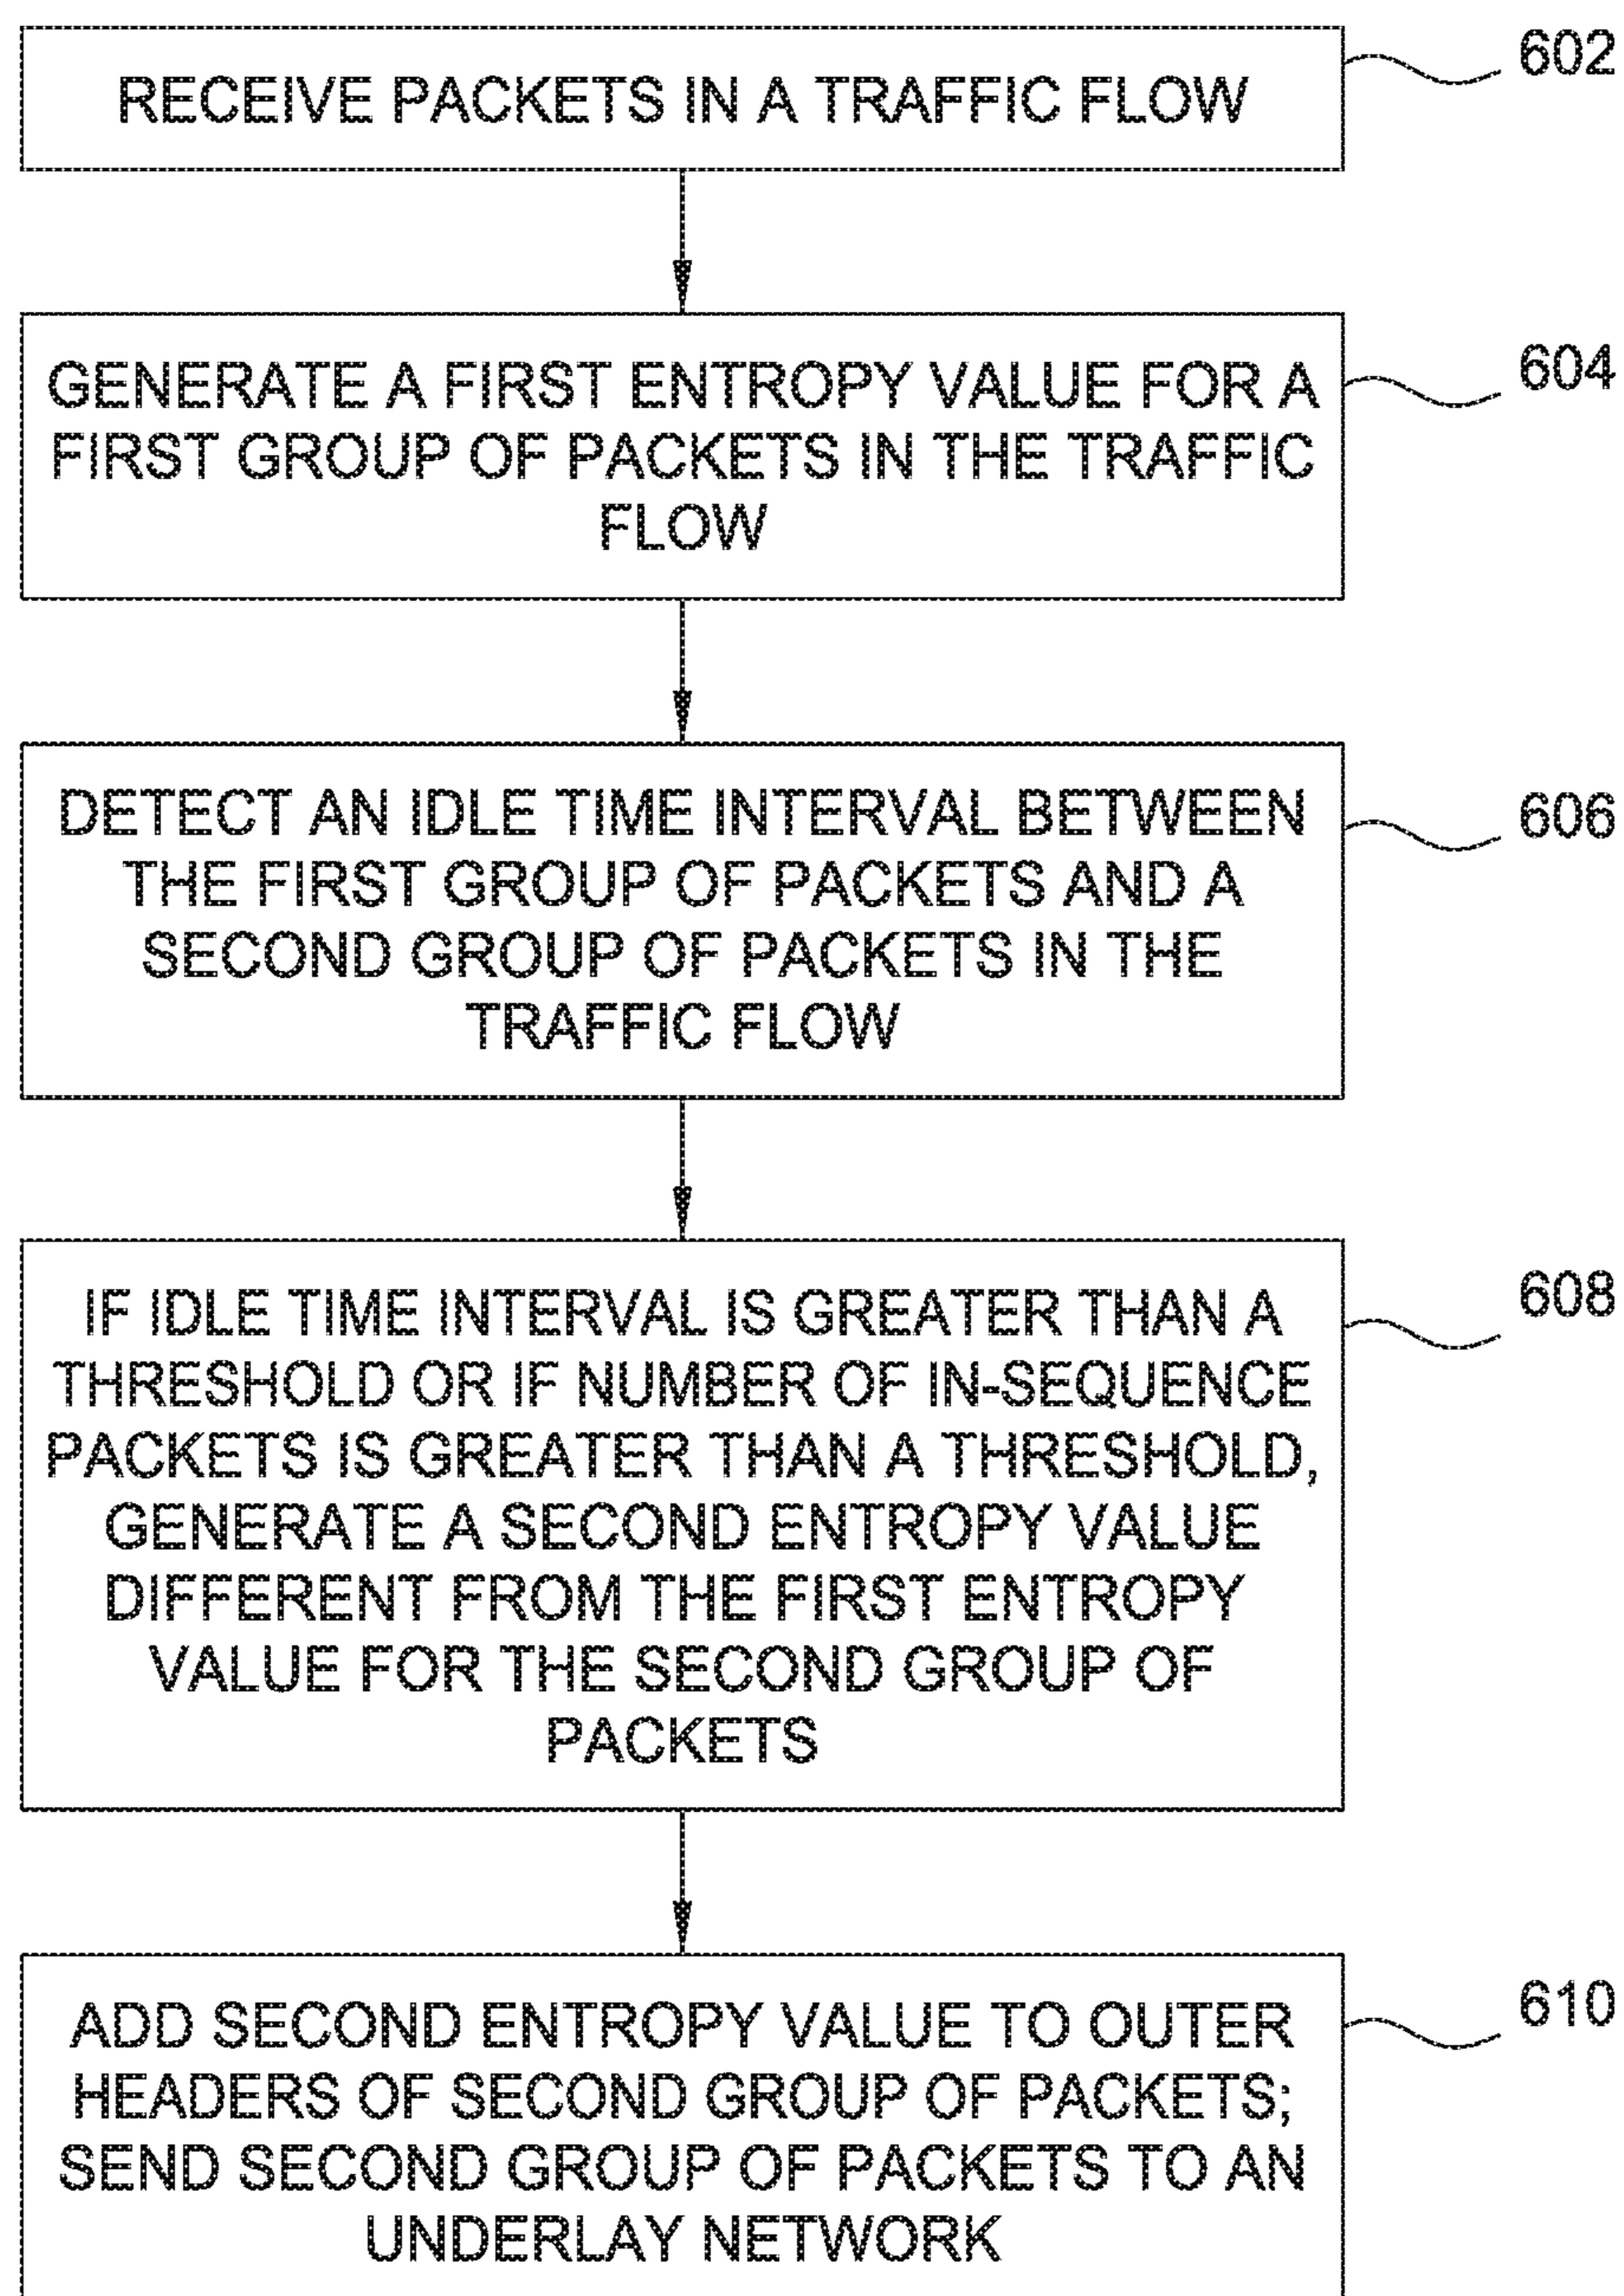 RECEIVE PACKETS IN A TRAFFIC FLOW
602
GENERATE A FIRST ENTROPY VALUE FOR A
FIRST GROUP OF PACKETS IN THE TRAFFIC
FLOW
604
DETECT AN IDLE TIME INTERVAL BETWEEN
THE FIRST GROUP OF PACKETS AND A
SECOND GROUP OF PACKETS IN THE
TRAFFIC FLOW
606
IF IDLE TIME INTERVAL IS GREATER THAN A
THRESHOLD OR IF NUMBER OF IN-SEQUENCE
PACKETS IS GREATER THAN A THRESHOLD,
GENERATE A SECOND ENTROPY VALUE
DIFFERENT FROM THE FIRST ENTROPY
VALUE FOR THE SECOND GROUP OF
PACKETS
608
ADD SECOND ENTROPY VALUE TO OUTER
HEADERS OF SECOND GROUP OF PACKETS;
SEND SECOND GROUP OF PACKETS TO AN
UNDERLAY NETWORK
610